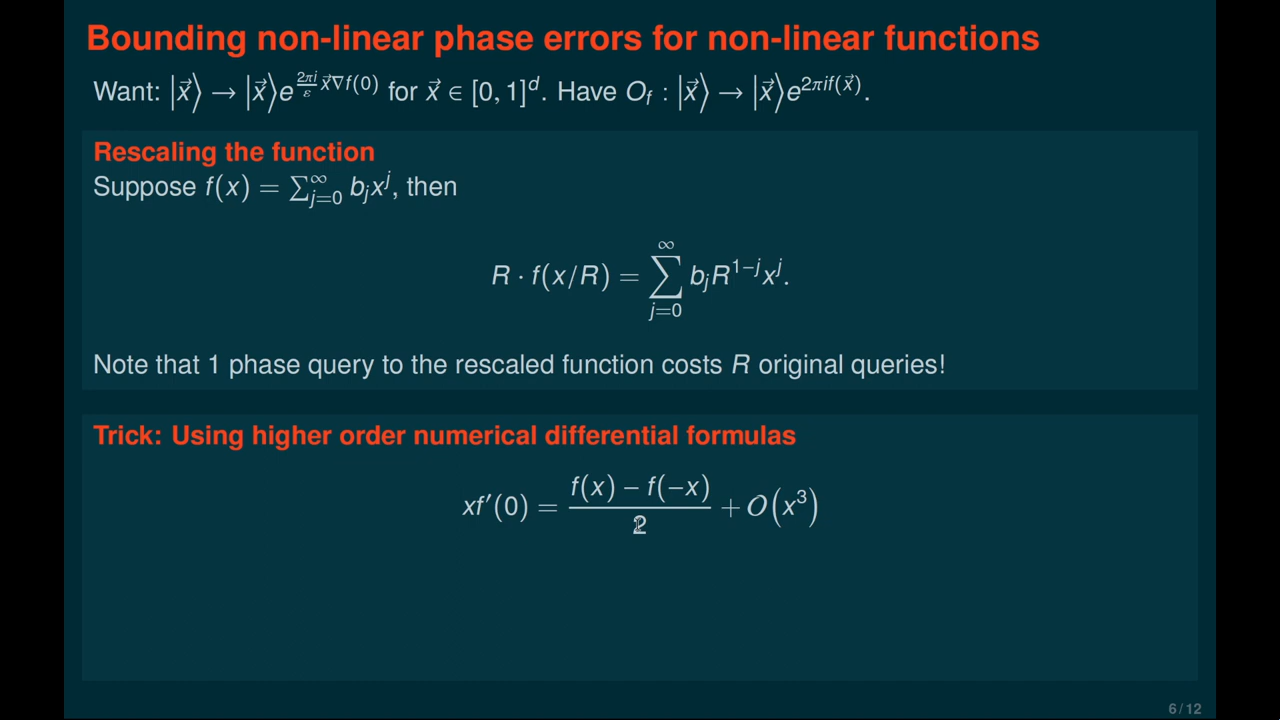 Bounding non-linear phase errors for non-linear functions
Want: |x⃗⟩ → |x⃗⟩e^{\frac{2πi}{ε} x⃗∇f(0)} for x⃗ ∈ [0, 1]^d. Have O_f : |x⃗⟩ → |x⃗⟩e^{2πif(x⃗)}.
Rescaling the function
Suppose f(x) = ∑_{j=0}^∞ b_j x^j, then
R · f(x/R) = ∑_{j=0}^∞ b_j R^{1−j} x^j.
Note that 1 phase query to the rescaled function costs R original queries!
Trick: Using higher order numerical differential formulas
xf′(0) = \frac{f(x) − f(−x)}{2} + O(x^3)
6 / 12